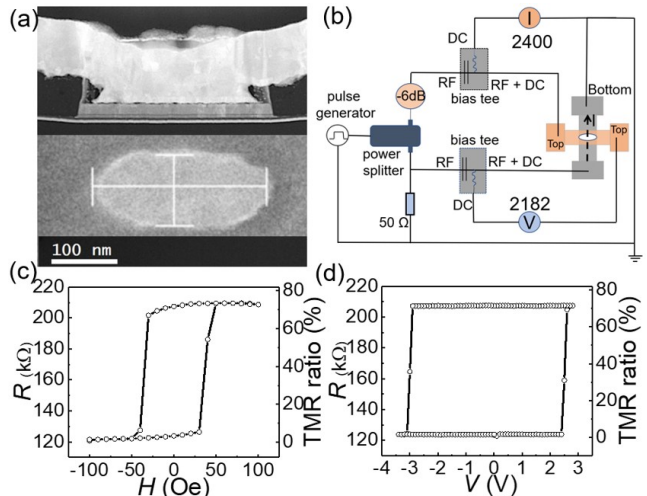 (a)
100 nm
(b)
I
2400
DC
RF
RF + DC
bias tee
-6dB
pulse
generator
power
splitter
bias tee
RF
RF + DC
DC
50 Ω
2182
V
Bottom
Top
Top
(c)
220
200
180
160
140
120
R (kΩ)
80
60
40
20
0
TMR ratio (%)
-100
-50
0
50
100
H (Oe)
(d)
220
200
180
160
140
120
R (kΩ)
80
60
40
20
0
TMR ratio (%)
-4
-3
-2
-1
0
1
2
3
4
V (V)